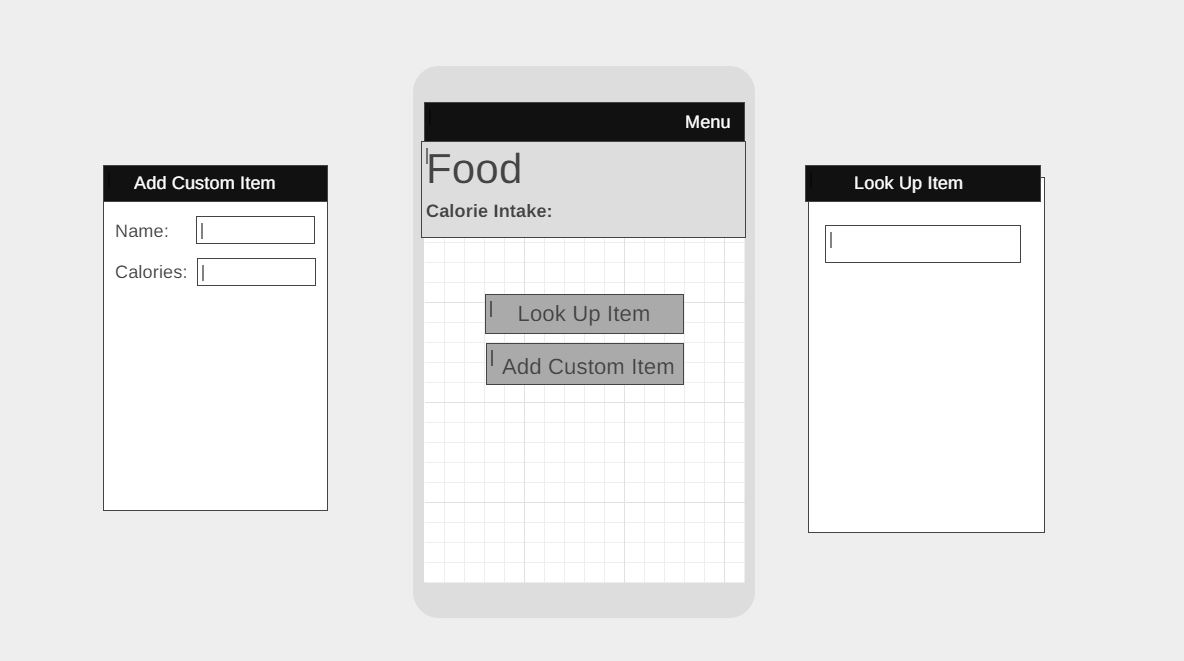 Add Custom Item
Name:
Calories:
Menu
Food
Calorie Intake:
Look Up Item
Add Custom Item
Look Up Item